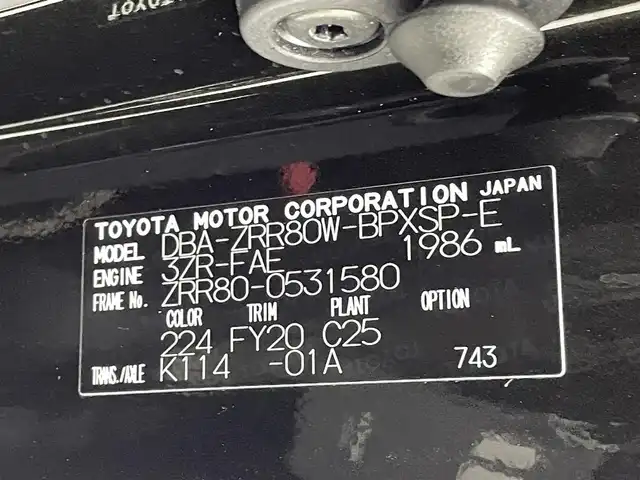 TOYOTA
TOYOTA MOTOR CORPORATION JAPAN
MODEL DBA-ZRR80W-BPXSP-E
ENGINE 3ZR-FAE 1986 mL
FRAME No. ZRR80-0531580
COLOR TRIM PLANT OPTION
224 FY20 C25
TRANS./AXLE K114 -01A 743